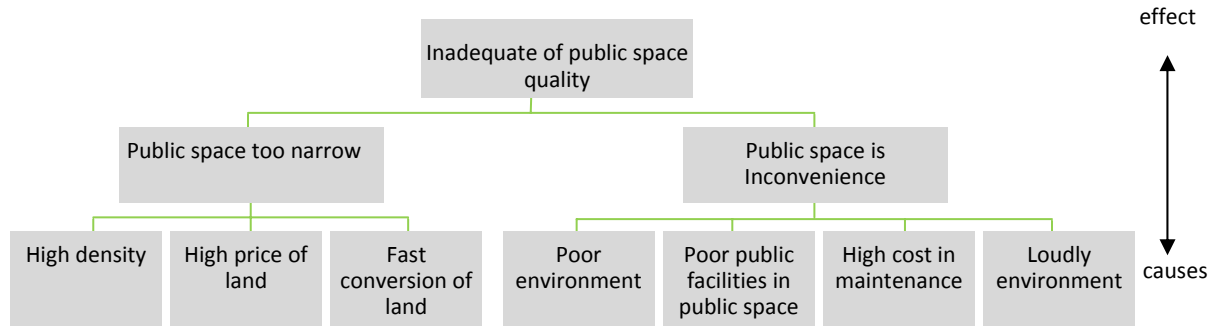 effect
Inadequate of public space
quality
Public space too narrow
Public space is
Inconvenience
High density
High price of
land
Fast
conversion of
land
Poor
environment
Poor public
facilities in
public space
High cost in
maintenance
Loudly
environment
causes